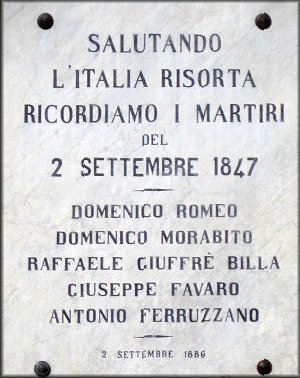 SALUTANDO
L'ITALIA RISORTA
RICORDIAMO I MARTIRI
DEL
2 SETTEMBRE 1847
DOMENICO ROMEO
DOMENICO MORABITO
RAFFAELE GIUFFRÈ BILLA
GIUSEPPE FAVARO
ANTONIO FERRUZZANO
2 SETTEMBRE 1886